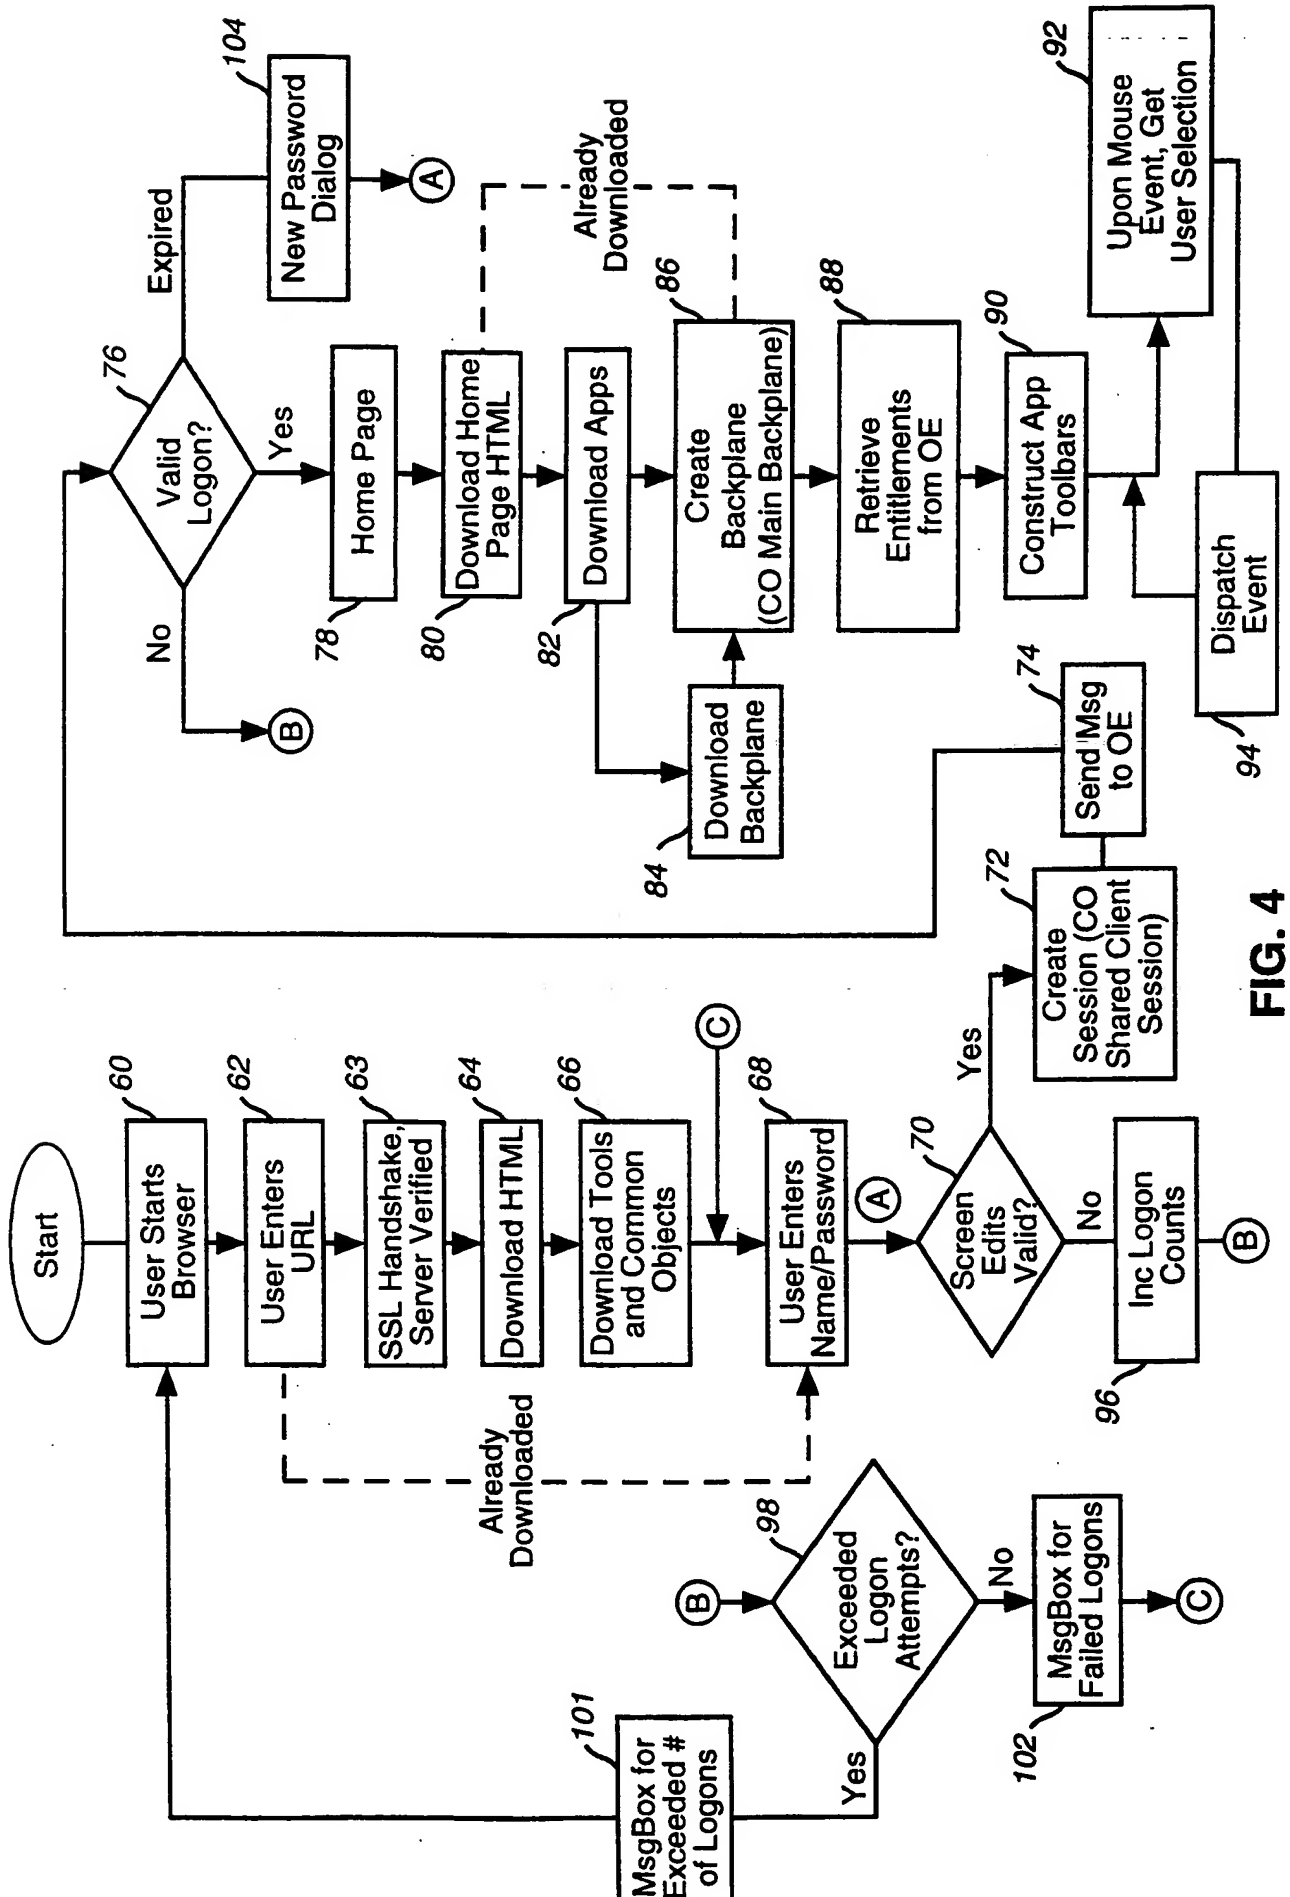 Start
60
User Starts
Browser
62
User Enters
URL
63
SSL Handshake,
Server Verified
64
Download HTML
66
Download Tools
and Common
Objects
C
Already
Downloaded
68
User Enters
Name/Password
A
70
Screen
Edits
Valid?
Yes
No
72
Create
Session (CO
Shared Client
Session)
74
Send Msg
to OE
96
Inc Logon
Counts
B
B
98
Exceeded
Logon
Attempts?
Yes
No
101
MsgBox for
Exceeded #
of Logons
102
MsgBox for
Failed Logons
C
76
Valid
Logon?
No
B
Expired
104
New Password
Dialog
A
Yes
78
Home Page
80
Download Home
Page HTML
Already
Downloaded
82
Download Apps
84
Download
Backplane
86
Create
Backplane
(CO Main Backplane)
88
Retrieve
Entitlements
from OE
90
Construct App
Toolbars
92
Upon Mouse
Event, Get
User Selection
94
Dispatch
Event
FIG. 4